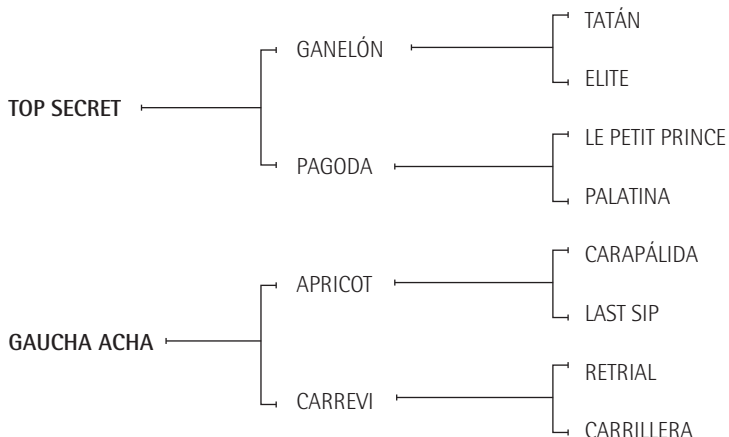 TATÁN
GANELÓN
ELITE
TOP SECRET
LE PETIT PRINCE
PAGODA
PALATINA
CARAPÁLIDA
APRICOT
LAST SIP
GAUCHA ACHA
RETRIAL
CARREVI
CARRILLERA